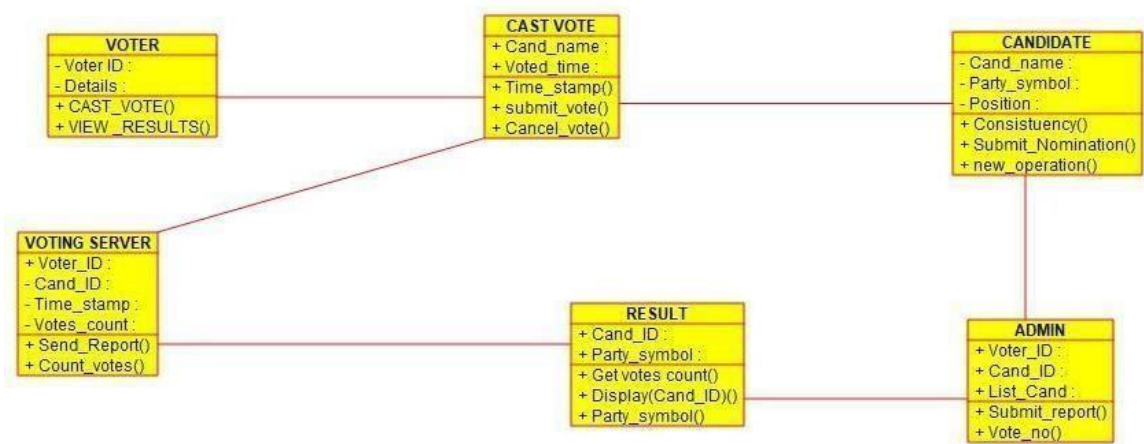 VOTER
- Voter ID :
- Details :
+ CAST_VOTE()
+ VIEW _RESULTS()
CAST VOTE
+ Cand_name :
+ Voted_time :
+ Time_stamp()
+ submit_vote()
+ Cancel_vote()
CANDIDATE
- Cand_name :
- Party_symbol :
- Position :
+ Consistuency()
+ Submit_Nomination()
+ new_operation()
VOTING SERVER
+ Voter_ID :
- Cand_ID :
- Time_stamp :
- Votes_count :
+ Send_Report()
+ Count_votes()
RESULT
+ Cand_ID :
+ Party_symbol :
+ Get votes count()
+ Display(Cand_ID)()
+ Party_symbol()
ADMIN
+ Voter_ID :
+ Cand_ID :
+ List_Cand :
+ Submit_report()
+ Vote_no()